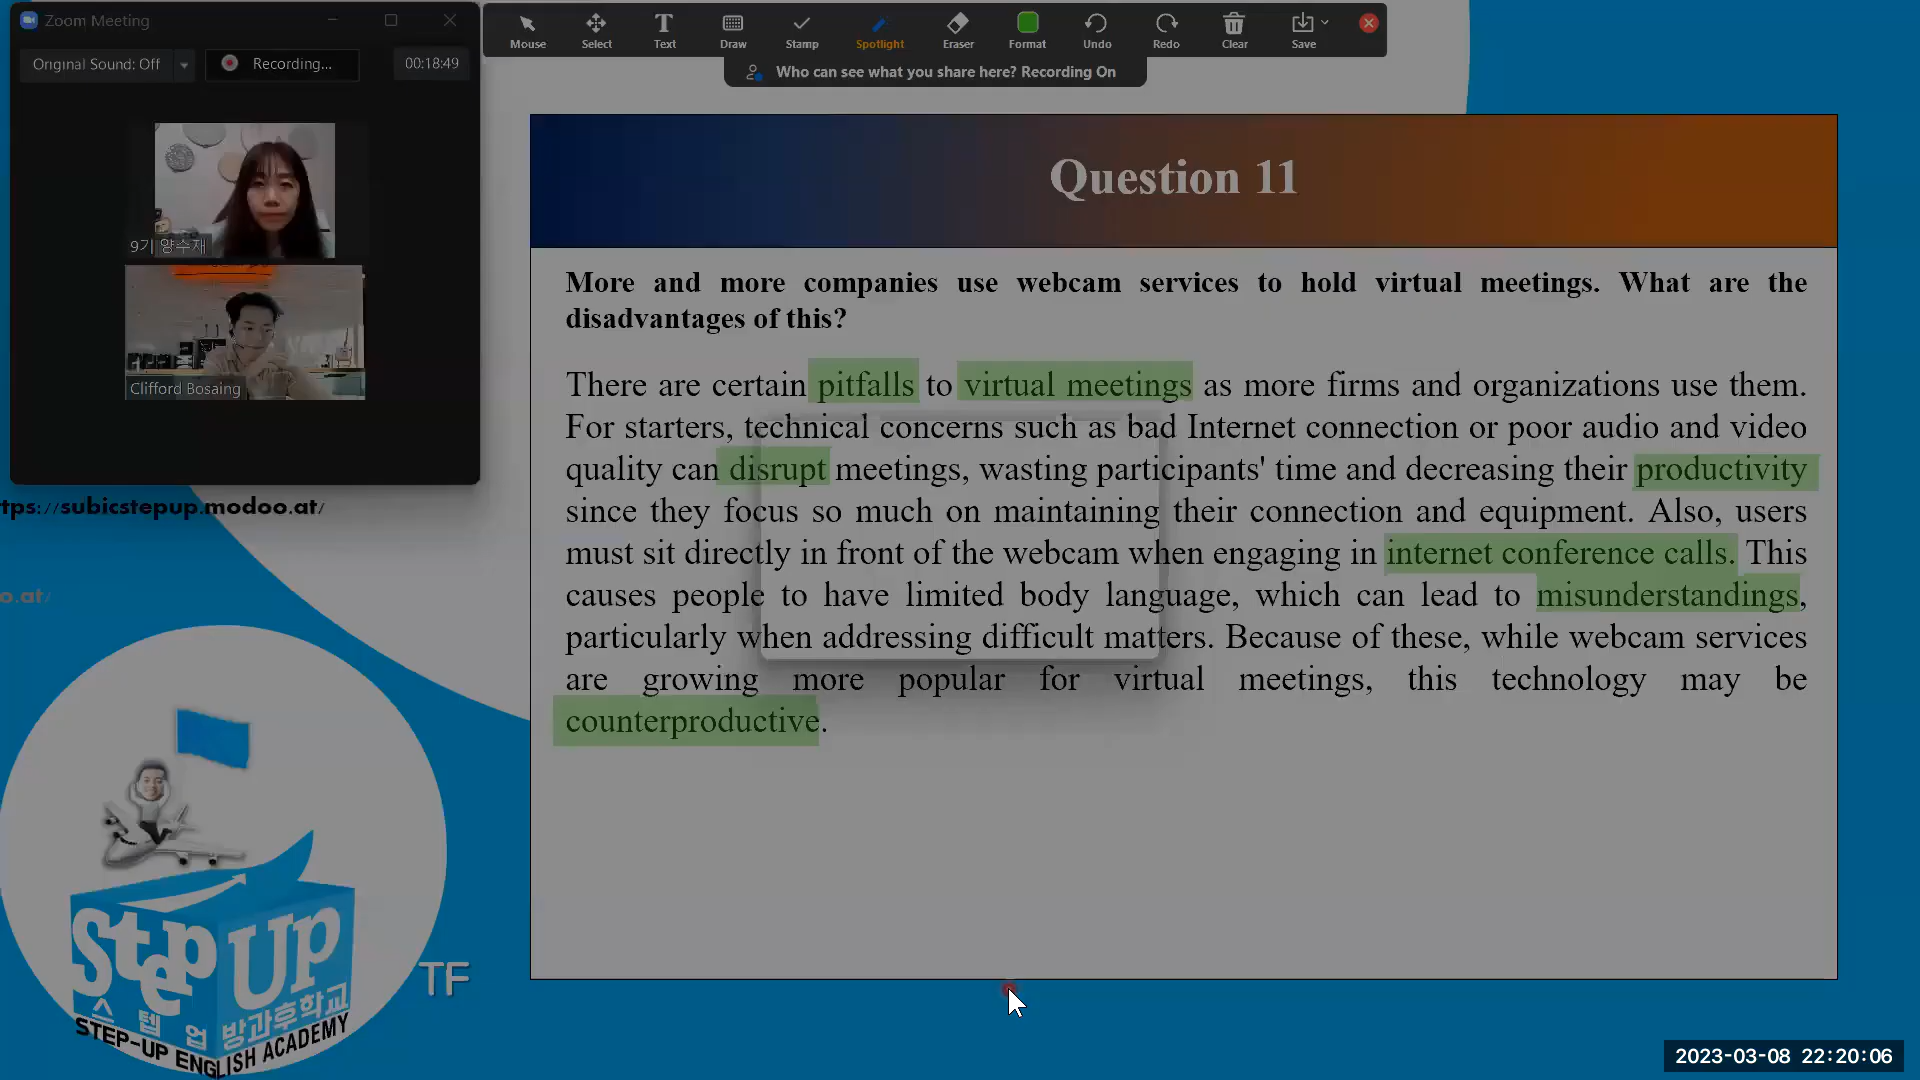 Zoom Meeting
Original Sound: Off
Recording...
00:18:49
9기 양수재
Clifford Bosaing
Mouse
Select
Text
Draw
Stamp
Spotlight
Eraser
Format
Undo
Redo
Clear
Save
Who can see what you share here? Recording On
Question 11
More and more companies use webcam services to hold virtual meetings. What are the
disadvantages of this?
There are certain pitfalls to virtual meetings as more firms and organizations use them.
For starters, technical concerns such as bad Internet connection or poor audio and video
quality can disrupt meetings, wasting participants' time and decreasing their productivity
since they focus so much on maintaining their connection and equipment. Also, users
must sit directly in front of the webcam when engaging in internet conference calls. This
causes people to have limited body language, which can lead to misunderstandings,
particularly when addressing difficult matters. Because of these, while webcam services
are growing more popular for virtual meetings, this technology may be
counterproductive.
ttps://subicstepup.modoo.at/
o.at/
Step Up
스텝업 방과후학교
STEP-UP ENGLISH ACADEMY
TF
2023-03-08 22:20:06